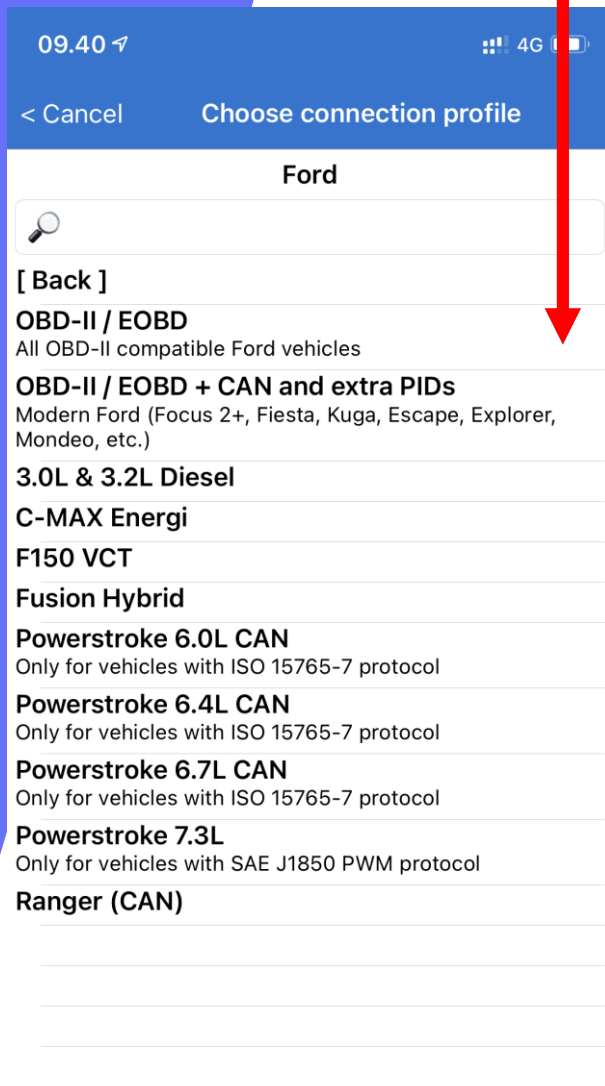 09.40
4G
< Cancel
Choose connection profile
Ford
[ Back ]
OBD-II / EOBD
All OBD-II compatible Ford vehicles
OBD-II / EOBD + CAN and extra PIDs
Modern Ford (Focus 2+, Fiesta, Kuga, Escape, Explorer,
Mondeo, etc.)
3.0L & 3.2L Diesel
C-MAX Energi
F150 VCT
Fusion Hybrid
Powerstroke 6.0L CAN
Only for vehicles with ISO 15765-7 protocol
Powerstroke 6.4L CAN
Only for vehicles with ISO 15765-7 protocol
Powerstroke 6.7L CAN
Only for vehicles with ISO 15765-7 protocol
Powerstroke 7.3L
Only for vehicles with SAE J1850 PWM protocol
Ranger (CAN)